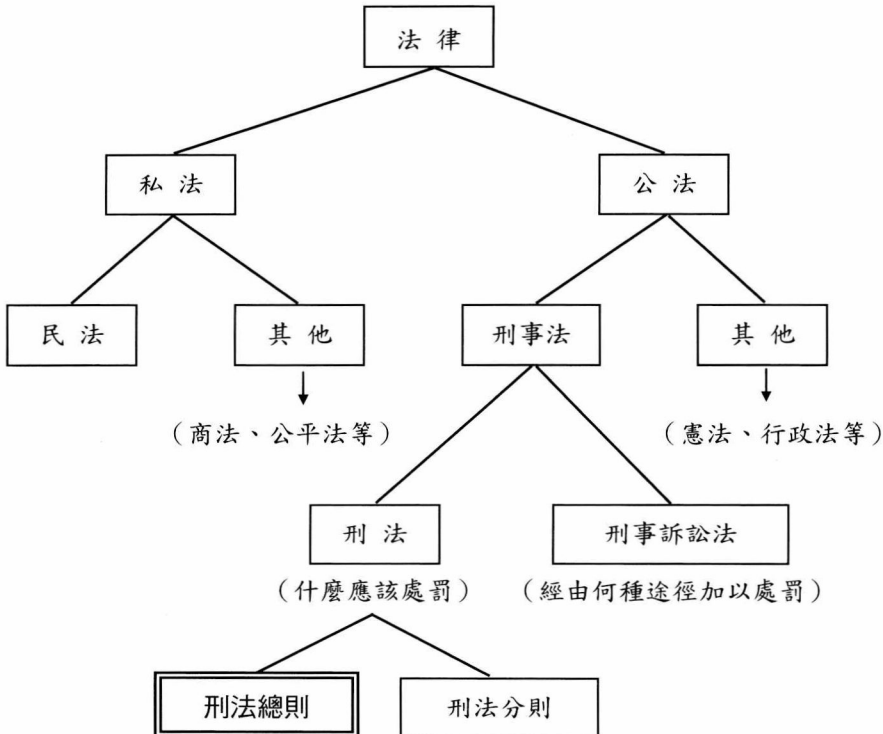 法律
私法
公法
民法
其他
刑事法
其他
（商法、公平法等）
（憲法、行政法等）
刑法
刑事訴訟法
（什麼應該處罰）
（經由何種途徑加以處罰）
刑法總則
刑法分則